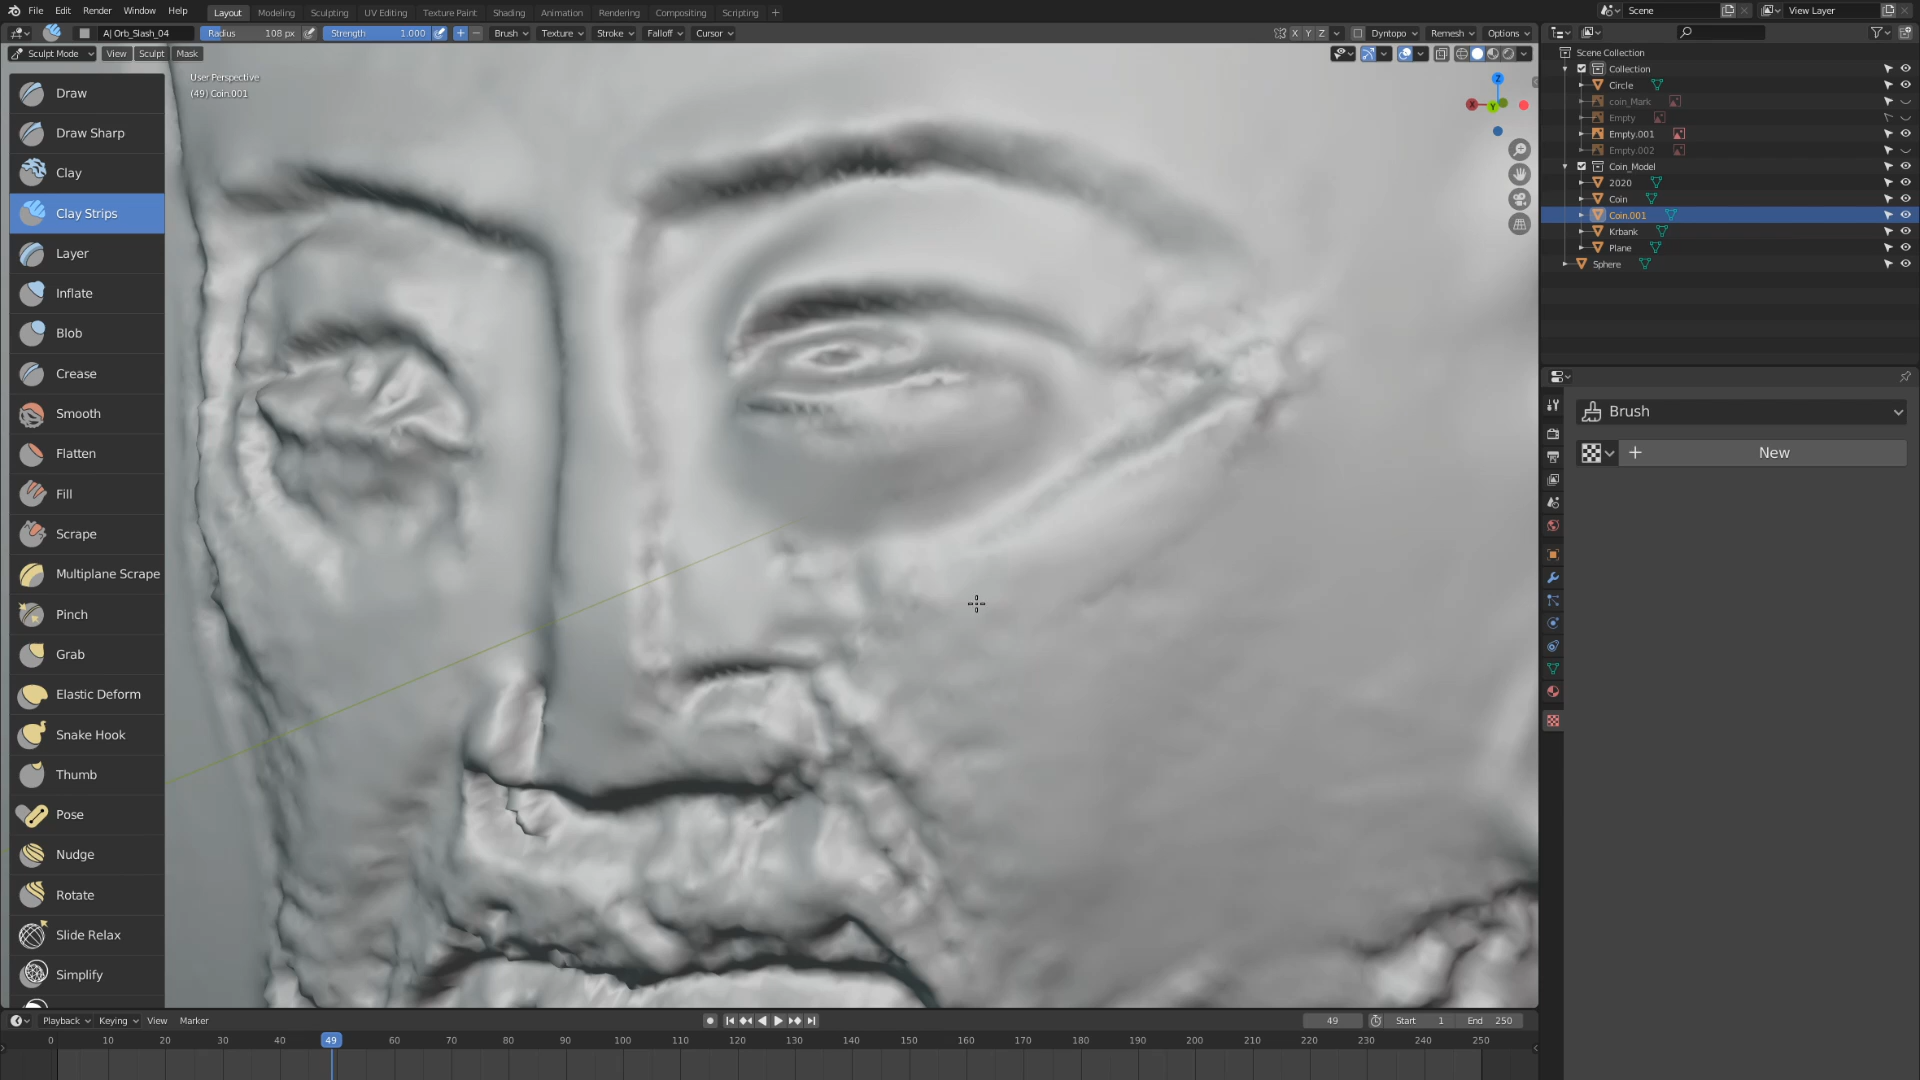 File Edit Render Window Help Layout Modeling Sculpting UV Editing Texture Paint Shading Animation Rendering Compositing Scripting + Scene View Layer
A| Orb_Slash_04 Radius 108 px Strength 1.000 + − Brush Texture Stroke Falloff Cursor X Y Z Dyntopo Remesh Options
Sculpt Mode View Sculpt Mask
User Perspective
(49) Coin.001
Z
X
Y
Draw
Draw Sharp
Clay
Clay Strips
Layer
Inflate
Blob
Crease
Smooth
Flatten
Fill
Scrape
Multiplane Scrape
Pinch
Grab
Elastic Deform
Snake Hook
Thumb
Pose
Nudge
Rotate
Slide Relax
Simplify
Scene Collection
Collection
Circle
coin_Mark
Empty
Empty.001
Empty.002
Coin_Model
2020
Coin
Coin.001
Krbank
Plane
Sphere
Brush
+ New
Playback Keying View Marker 49 Start 1 End 250
0 10 20 30 40 49 60 70 80 90 100 110 120 130 140 150 160 170 180 190 200 210 220 230 240 250